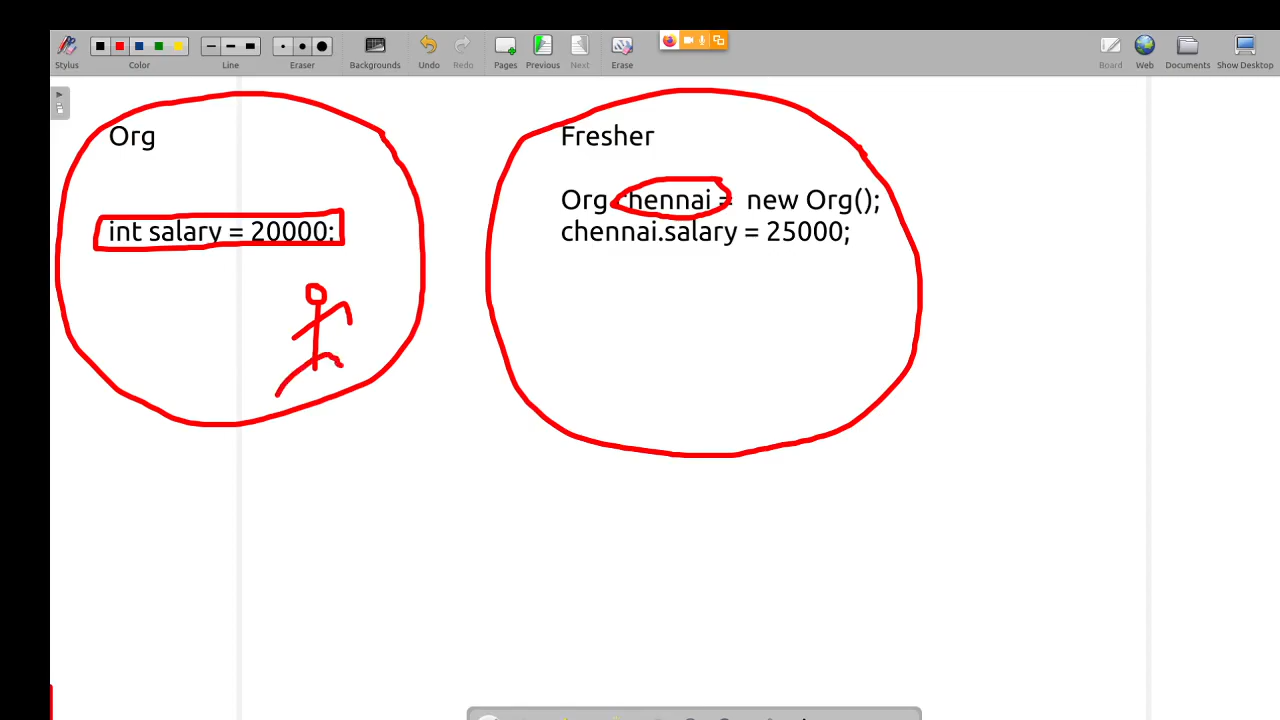 Stylus
Color
Line
Eraser
Backgrounds
Undo
Redo
Pages
Previous
Next
Erase
Board
Web
Documents
Show Desktop
Org
int salary = 20000;
Fresher
Org chennai = new Org();
chennai.salary = 25000;